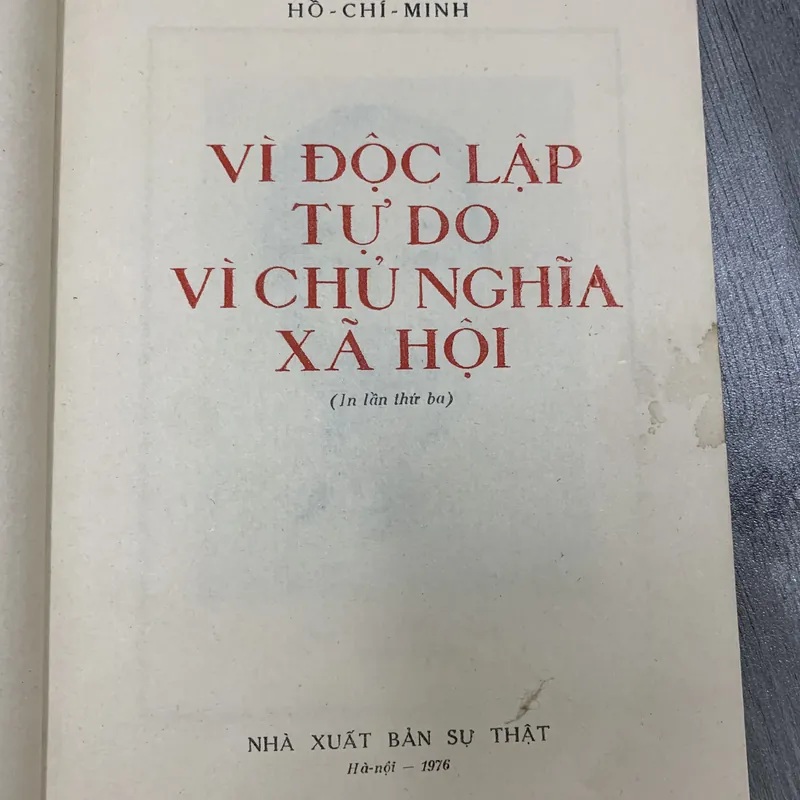 HỒ-CHÍ-MINH
VÌ ĐỘC LẬP
TỰ DO
VÌ CHỦ NGHĨA
XÃ HỘI
(In lần thứ ba)
NHÀ XUẤT BẢN SỰ THẬT
Hà-nội — 1976